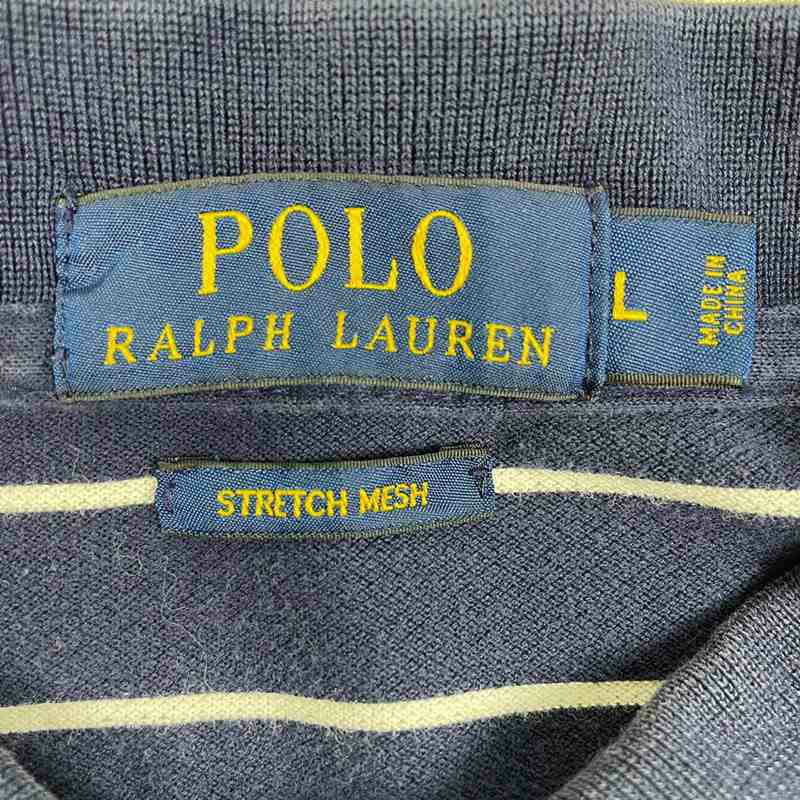 POLO
RALPH LAUREN
L
MADE IN
CHINA
STRETCH MESH